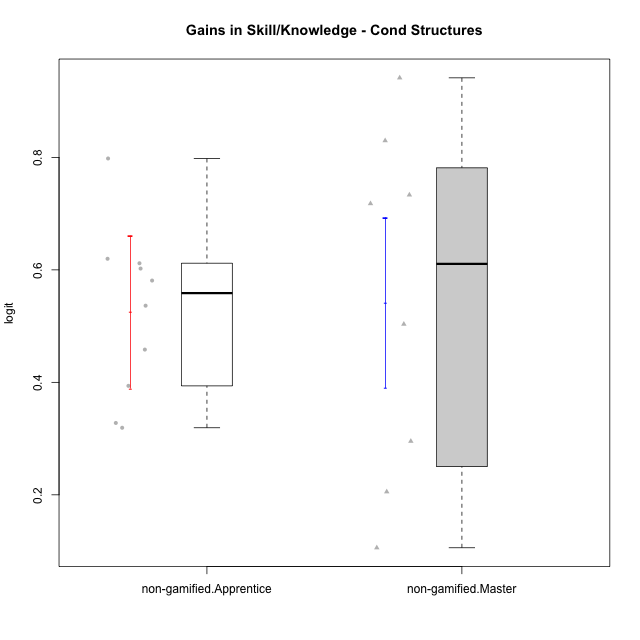 Gains in Skill/Knowledge - Cond Structures
logit
0.8
0.6
0.4
0.2
non-gamified.Apprentice
non-gamified.Master